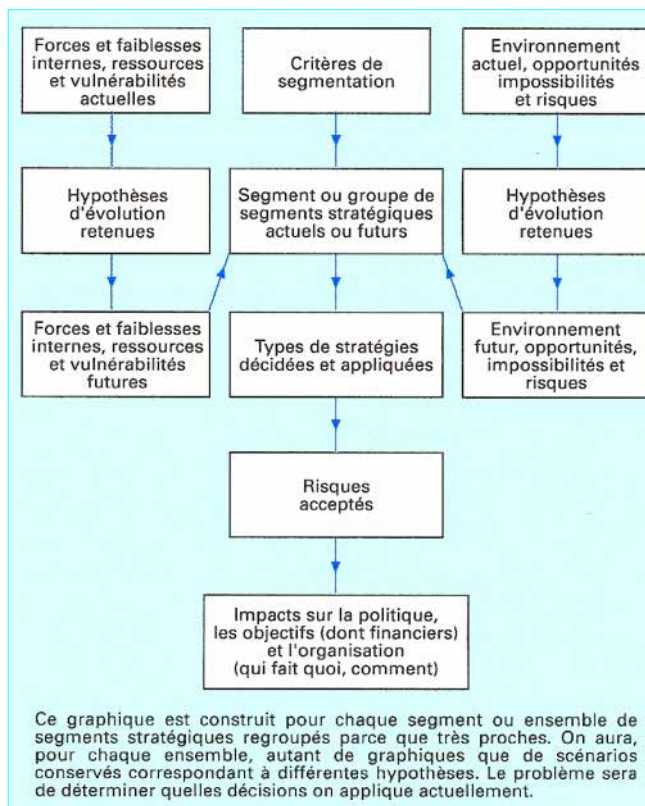 Forces et faiblesses
internes, ressources
et vulnérabilités
actuelles
Critères de
segmentation
Environnement
actuel, opportunités
impossibilités
et risques
Hypothèses
d'évolution
retenues
Segment ou groupe de
segments stratégiques
actuels ou futurs
Hypothèses
d'évolution
retenues
Forces et faiblesses
internes, ressources
et vulnérabilités
futures
Types de stratégies
décidées et appliquées
Environnement
futur, opportunités,
impossibilités et
risques
Risques
acceptés
Impacts sur la politique,
les objectifs (dont financiers)
et l'organisation
(qui fait quoi, comment)
Ce graphique est construit pour chaque segment ou ensemble de
segments stratégiques regroupés parce que très proches. On aura,
pour chaque ensemble, autant de graphiques que de scénarios
conservés correspondant à différentes hypothèses. Le problème sera
de déterminer quelles décisions on applique actuellement.